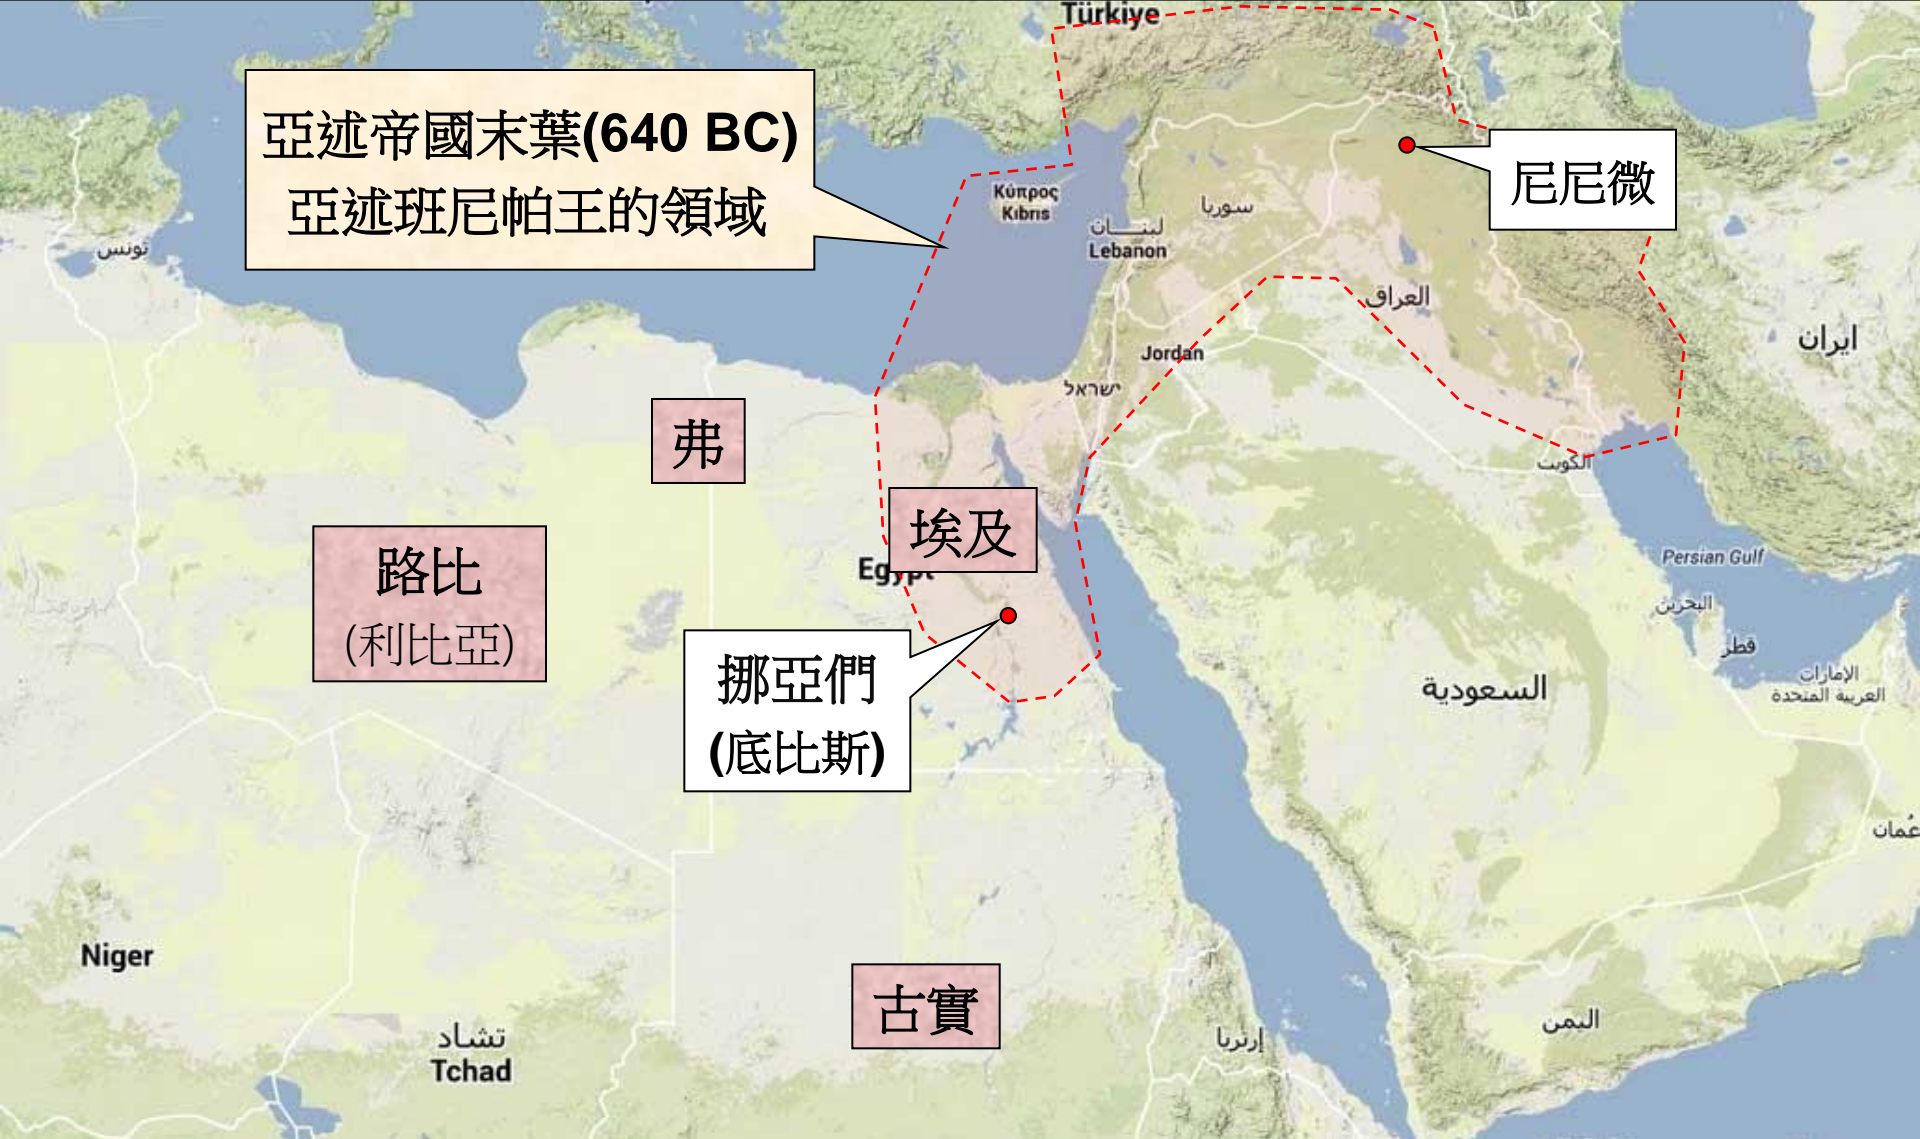 Türkiye
亞述帝國末葉(640 BC)
亞述班尼帕王的領域
尼尼微
Κύπρος
Kıbrıs
سوريا
لبنــــان
Lebanon
تونس
العراق
ايران
Jordan
ישראל
弗
الكويت
埃及
Egypt
Persian Gulf
路比
(利比亞)
البحرين
قطر
挪亞們
(底比斯)
السعودية
الإمارات
العربية المتحدة
عُمان
Niger
古實
اليمن
إرتريا
تشاد
Tchad